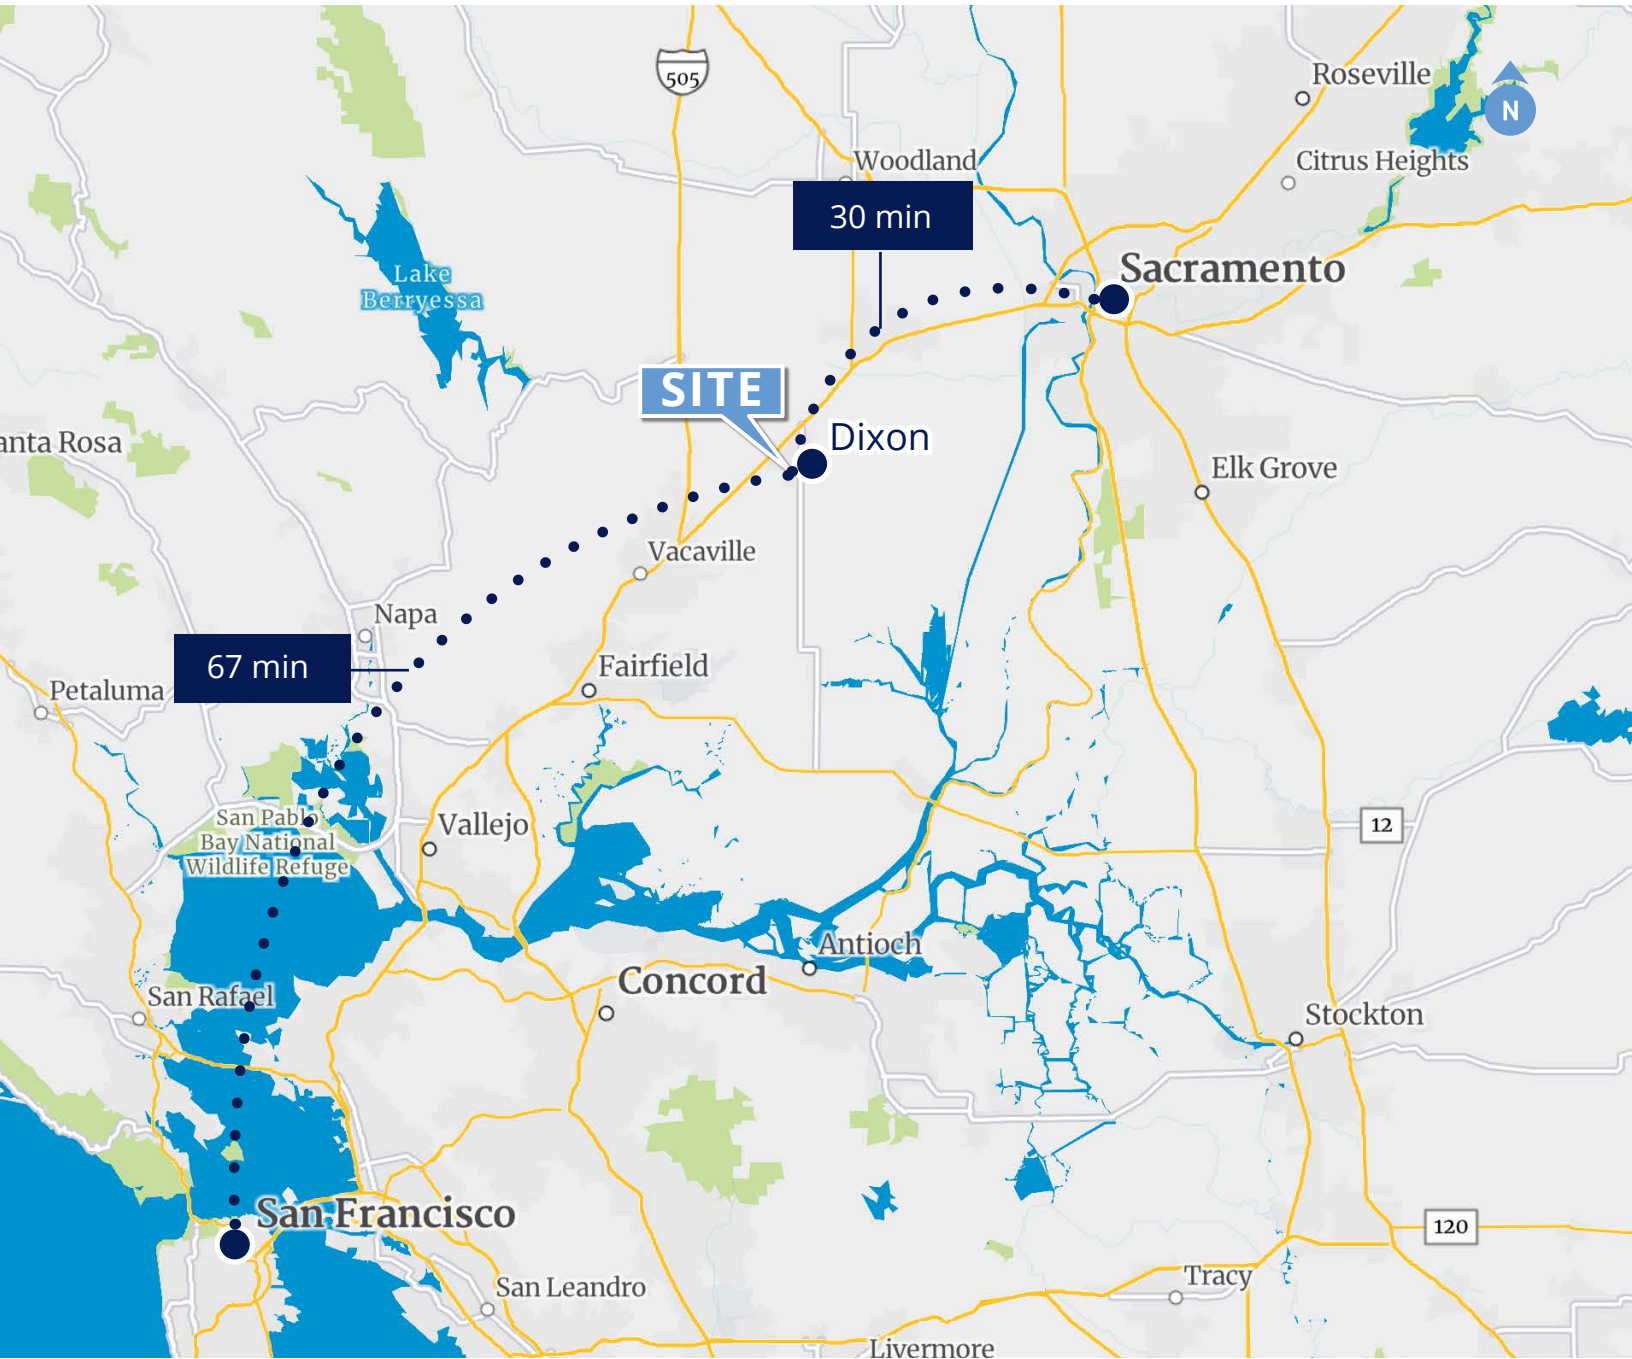 505
Roseville
N
Woodland
Citrus Heights
30 min
Sacramento
Lake
Berryessa
SITE
Dixon
anta Rosa
Elk Grove
Vacaville
Napa
67 min
Fairfield
Petaluma
San Pablo
Bay National
Wildlife Refuge
Vallejo
12
Antioch
Concord
San Rafael
Stockton
San Francisco
120
San Leandro
Tracy
Livermore